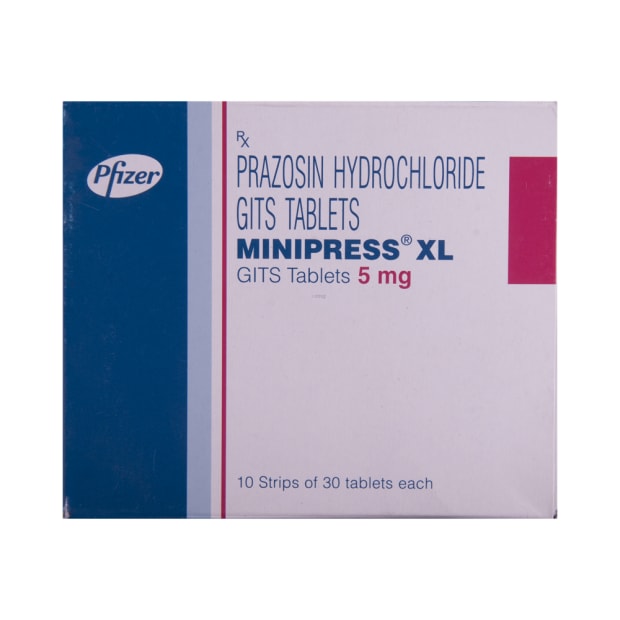 Pfizer
Rx
PRAZOSIN HYDROCHLORIDE
GITS TABLETS
MINIPRESS® XL
GITS Tablets 5 mg
10 Strips of 30 tablets each